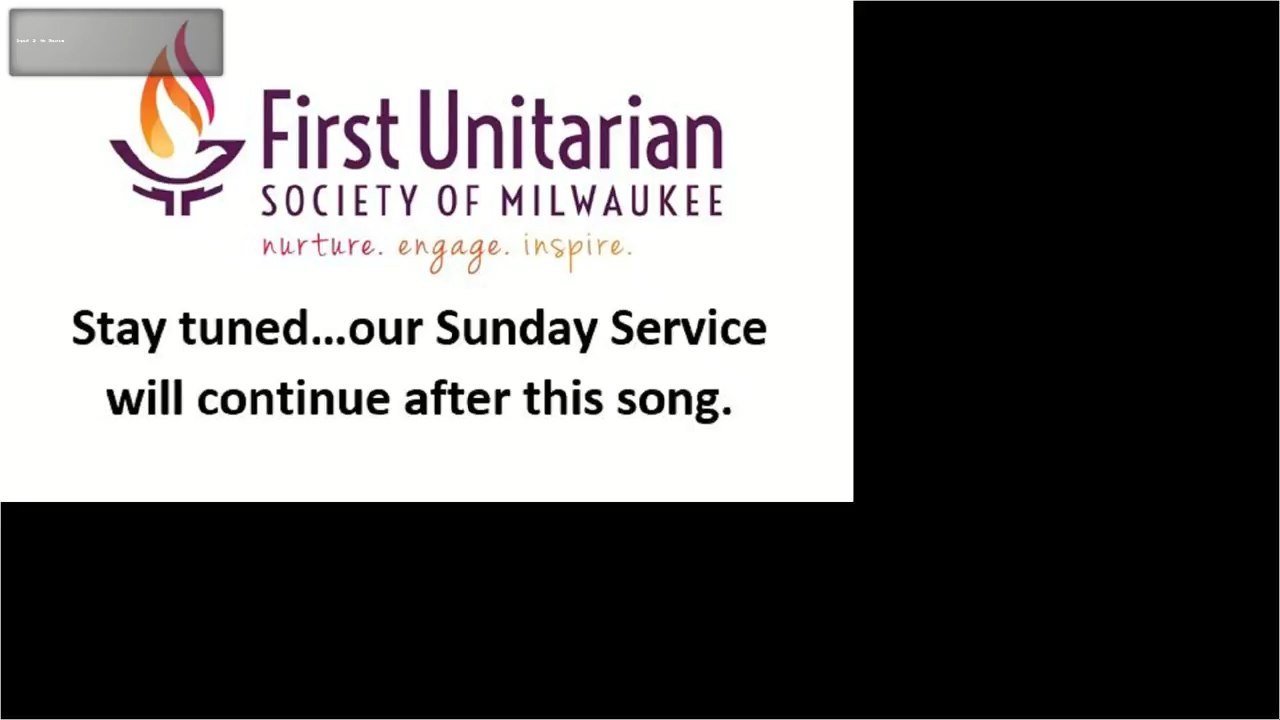 First Unitarian
SOCIETY OF MILWAUKEE
nurture. engage. inspire.
Stay tuned...our Sunday Service
will continue after this song.